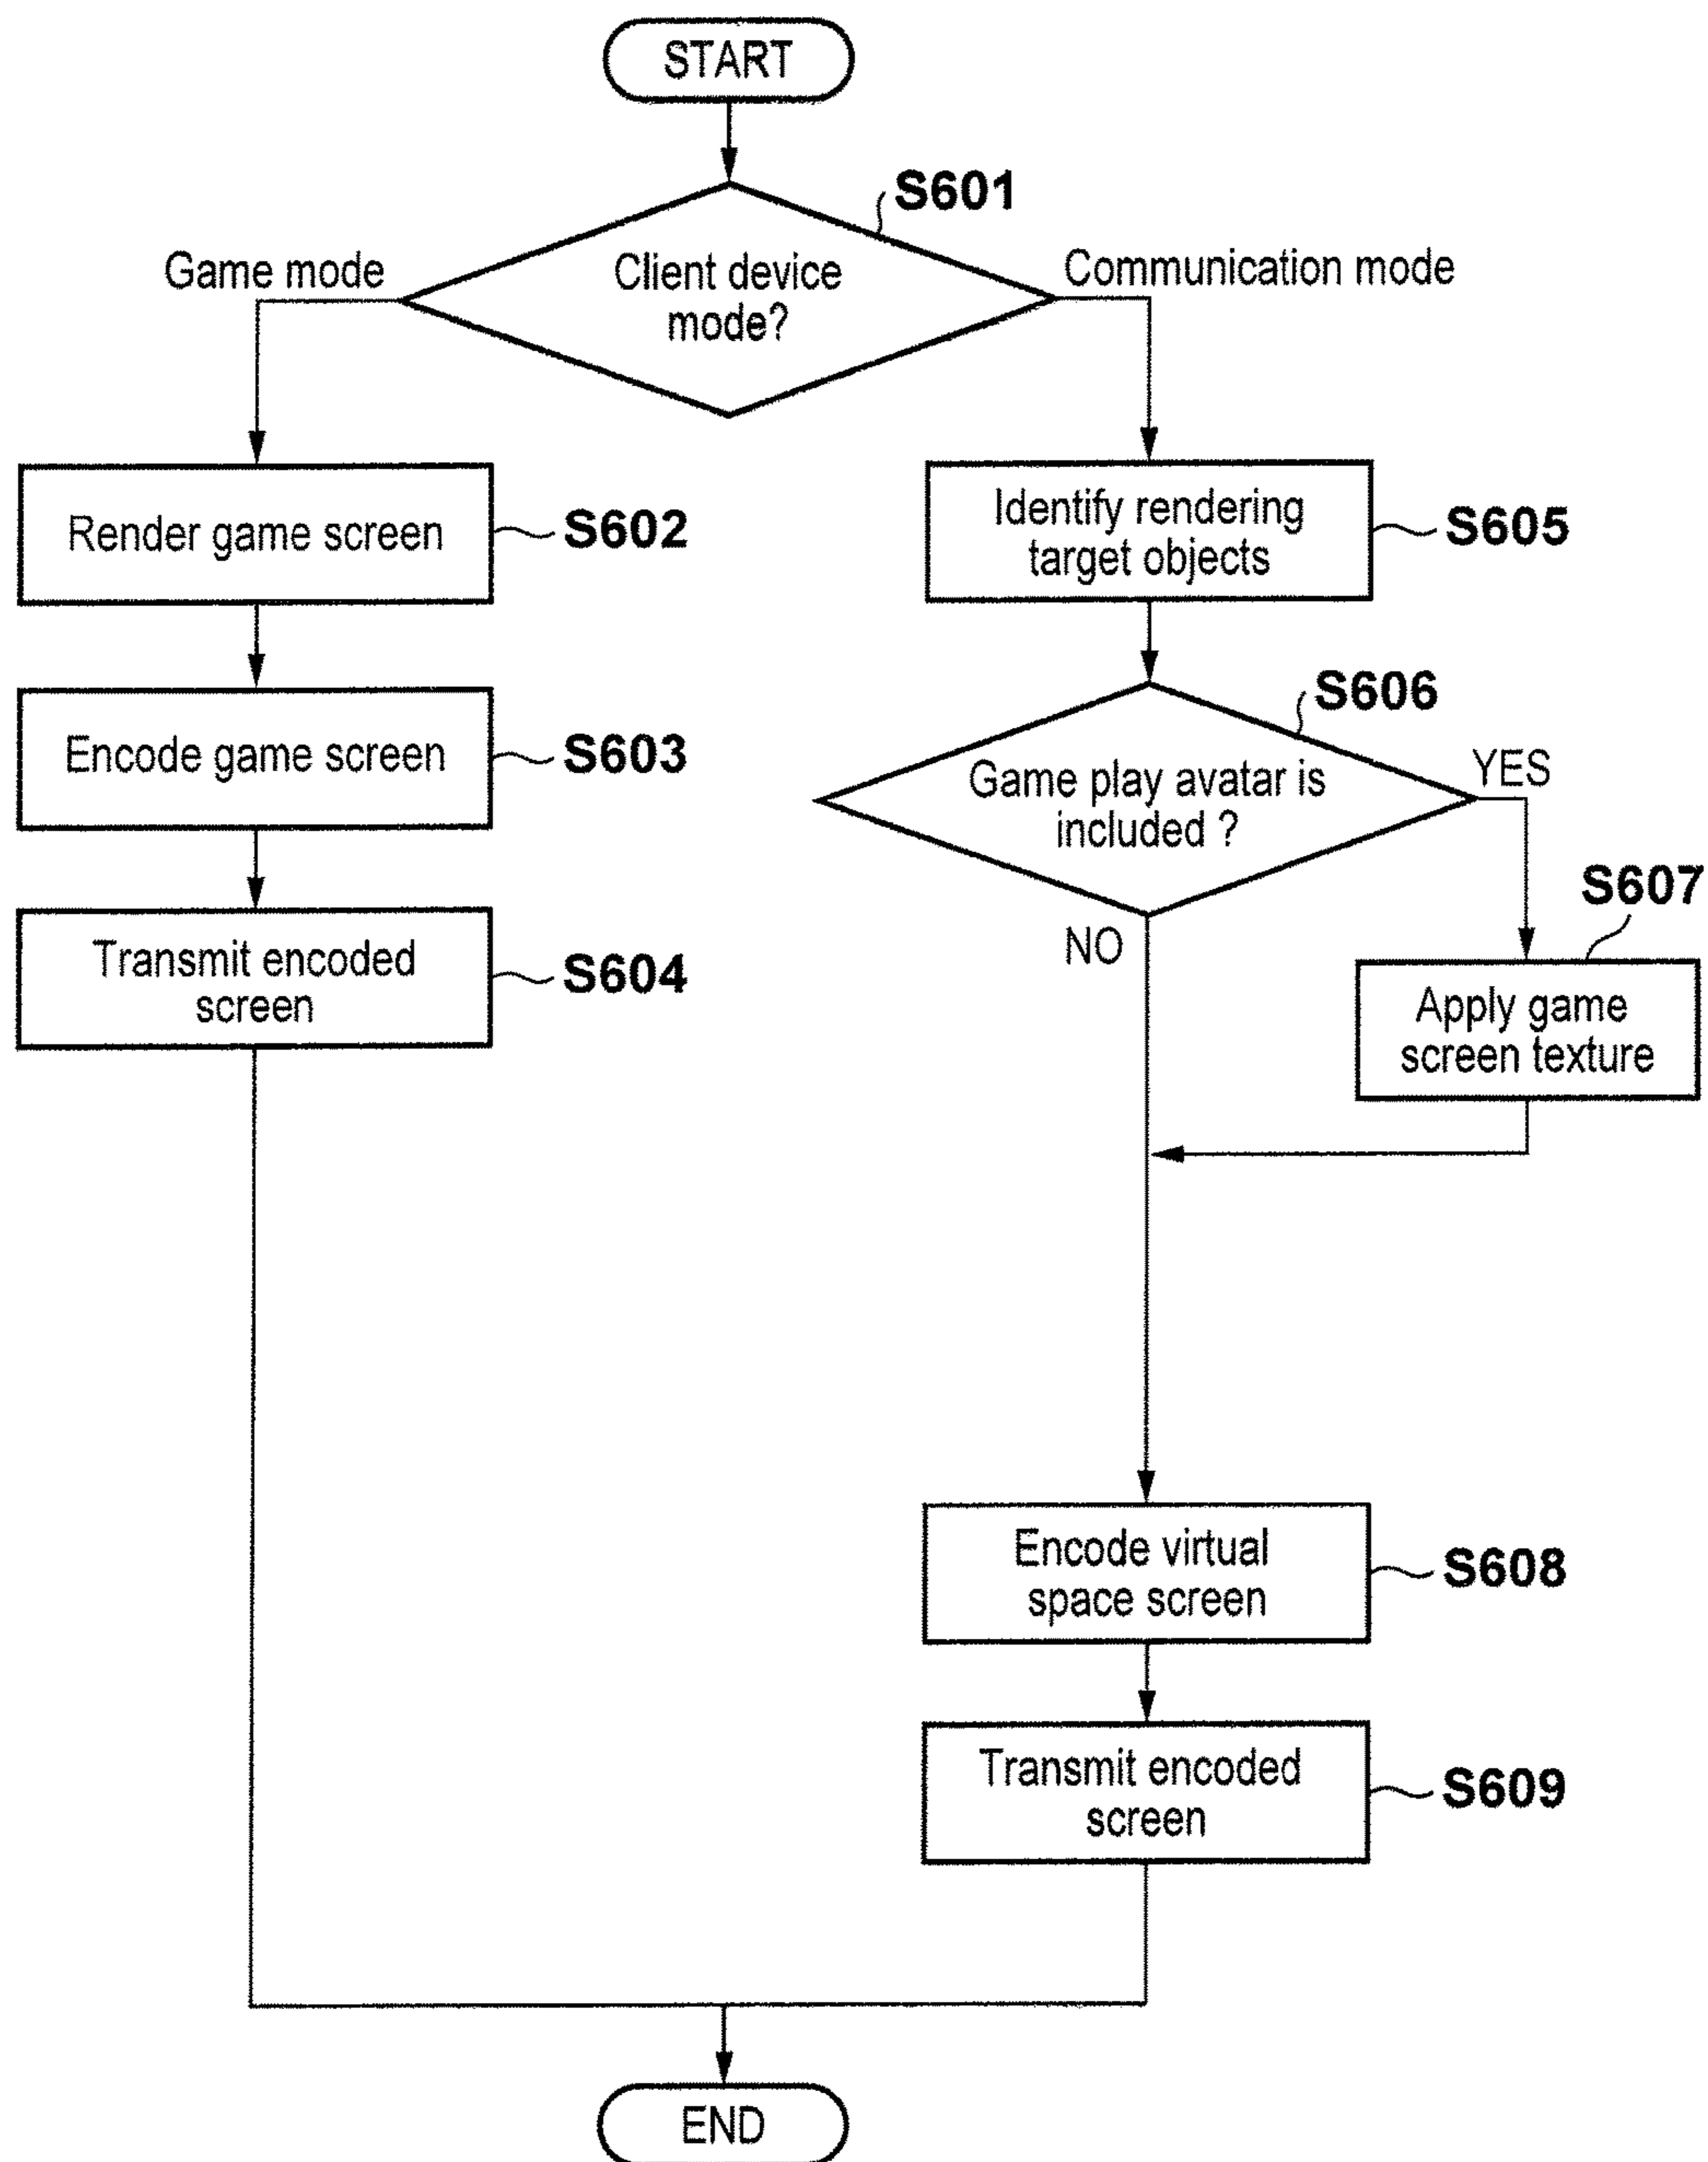 START
S601
Client device
mode?
Game mode
Communication mode
Render game screen
S602
Identify rendering
target objects
S605
Encode game screen
S603
S606
Game play avatar is
included ?
YES
NO
Transmit encoded
screen
S604
S607
Apply game
screen texture
Encode virtual
space screen
S608
Transmit encoded
screen
S609
END